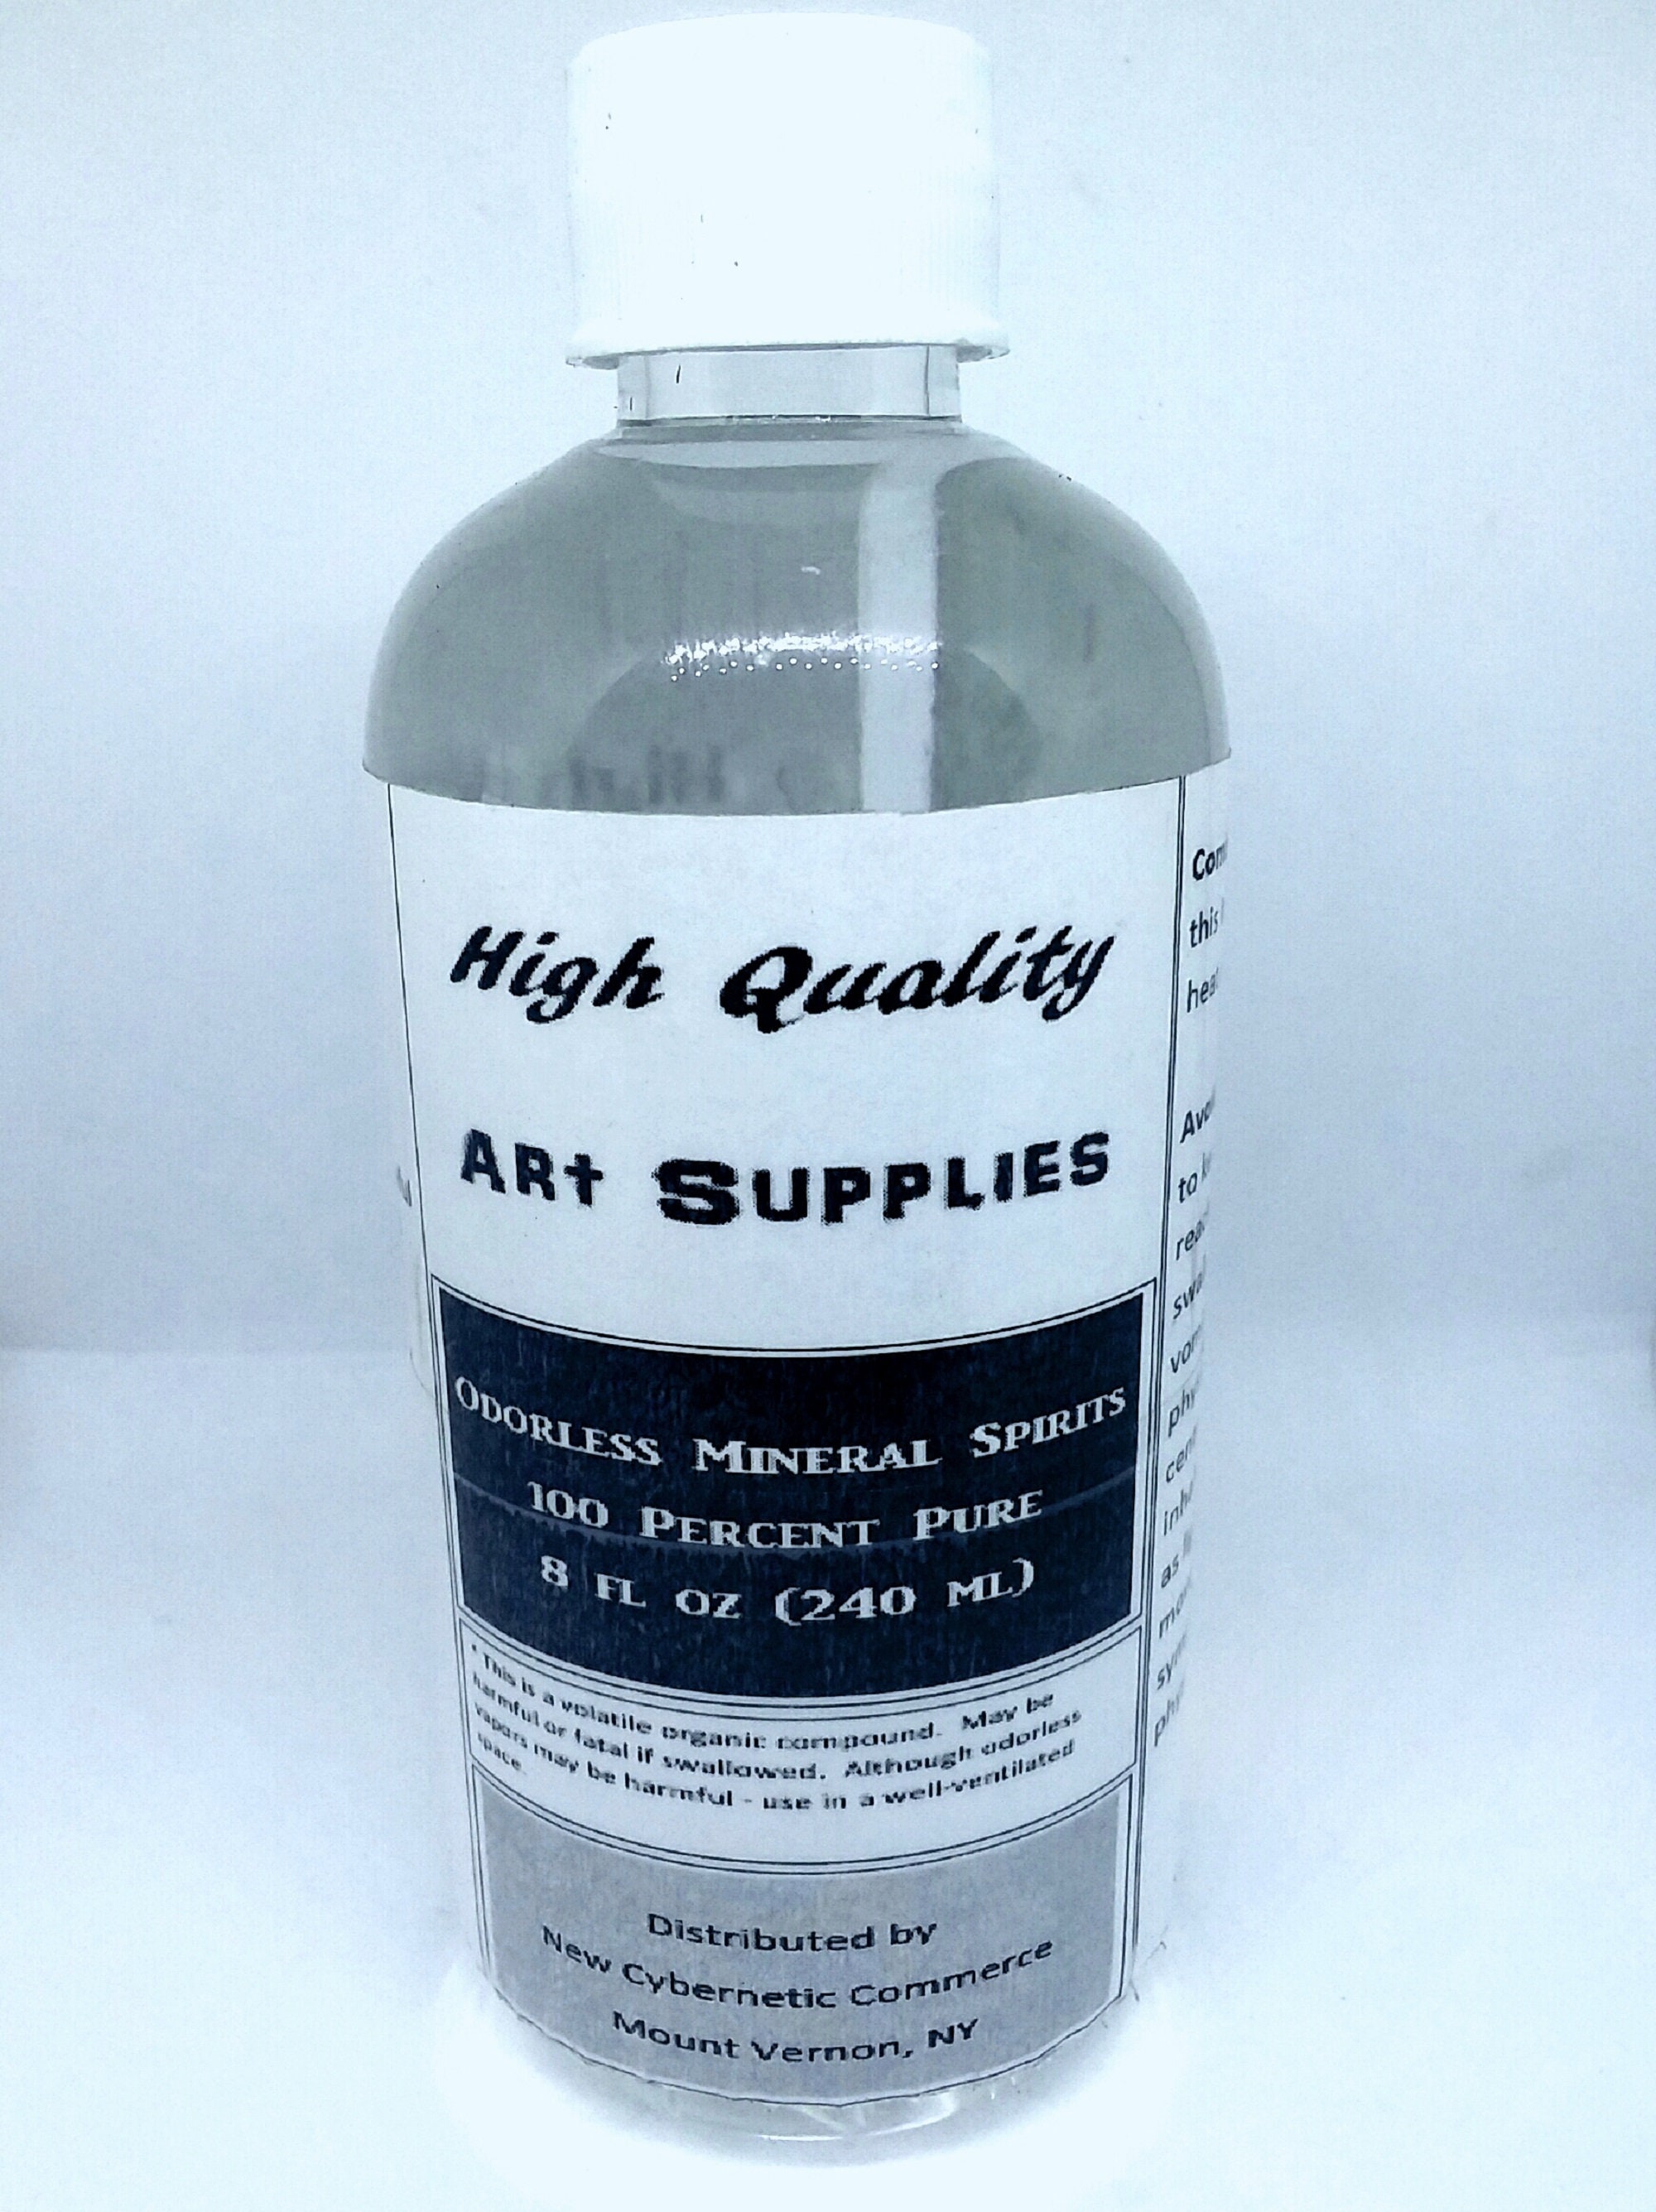 High Quality
ARt SUPPLIES
ODORLESS MINERAL SPIRITS
100 PERCENT PURE
8 FL OZ (240 ML)
• This is a volatile organic compound. May be
harmful or fatal if swallowed. Although odorless
vapors may be harmful - use in a well-ventilated
space.
Distributed by
New Cybernetic Commerce
Mount Vernon, NY
this
to